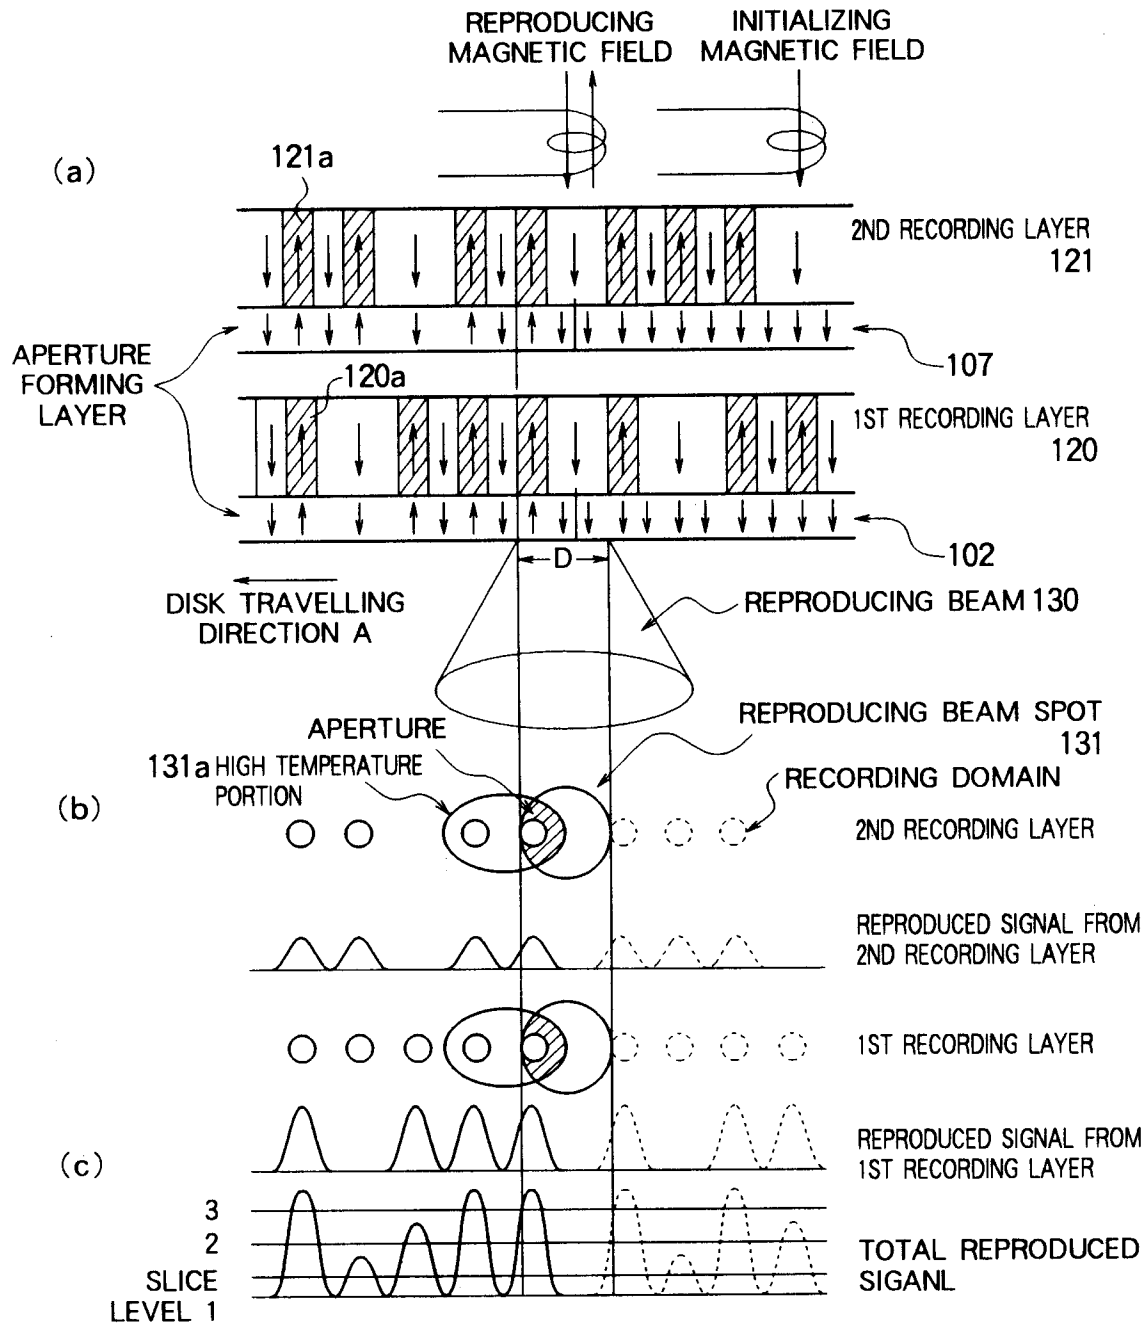 REPRODUCING
MAGNETIC FIELD
INITIALIZING
MAGNETIC FIELD
(a)
121a
2ND RECORDING LAYER
121
APERTURE
FORMING
LAYER
107
120a
1ST RECORDING LAYER
120
102
D
DISK TRAVELLING
DIRECTION A
REPRODUCING BEAM 130
REPRODUCING BEAM SPOT
131
APERTURE
131a HIGH TEMPERATURE
PORTION
RECORDING DOMAIN
(b)
2ND RECORDING LAYER
REPRODUCED SIGNAL FROM
2ND RECORDING LAYER
1ST RECORDING LAYER
(c)
REPRODUCED SIGNAL FROM
1ST RECORDING LAYER
3
2
SLICE
LEVEL 1
TOTAL REPRODUCED
SIGANL